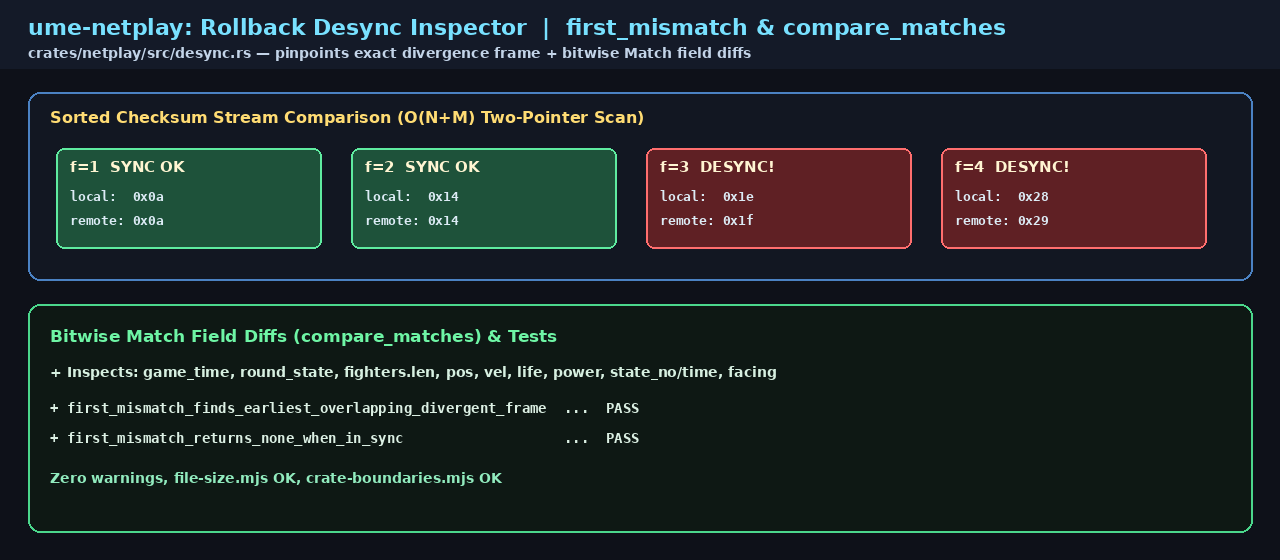 ume-netplay: Rollback Desync Inspector | first_mismatch & compare_matches
crates/netplay/src/desync.rs — pinpoints exact divergence frame + bitwise Match field diffs
Sorted Checksum Stream Comparison (O(N+M) Two-Pointer Scan)
f=1 SYNC OK
local: 0x0a
remote: 0x0a
f=2 SYNC OK
local: 0x14
remote: 0x14
f=3 DESYNC!
local: 0x1e
remote: 0x1f
f=4 DESYNC!
local: 0x28
remote: 0x29
Bitwise Match Field Diffs (compare_matches) & Tests
+ Inspects: game_time, round_state, fighters.len, pos, vel, life, power, state_no/time, facing
+ first_mismatch_finds_earliest_overlapping_divergent_frame ... PASS
+ first_mismatch_returns_none_when_in_sync ... PASS
Zero warnings, file-size.mjs OK, crate-boundaries.mjs OK